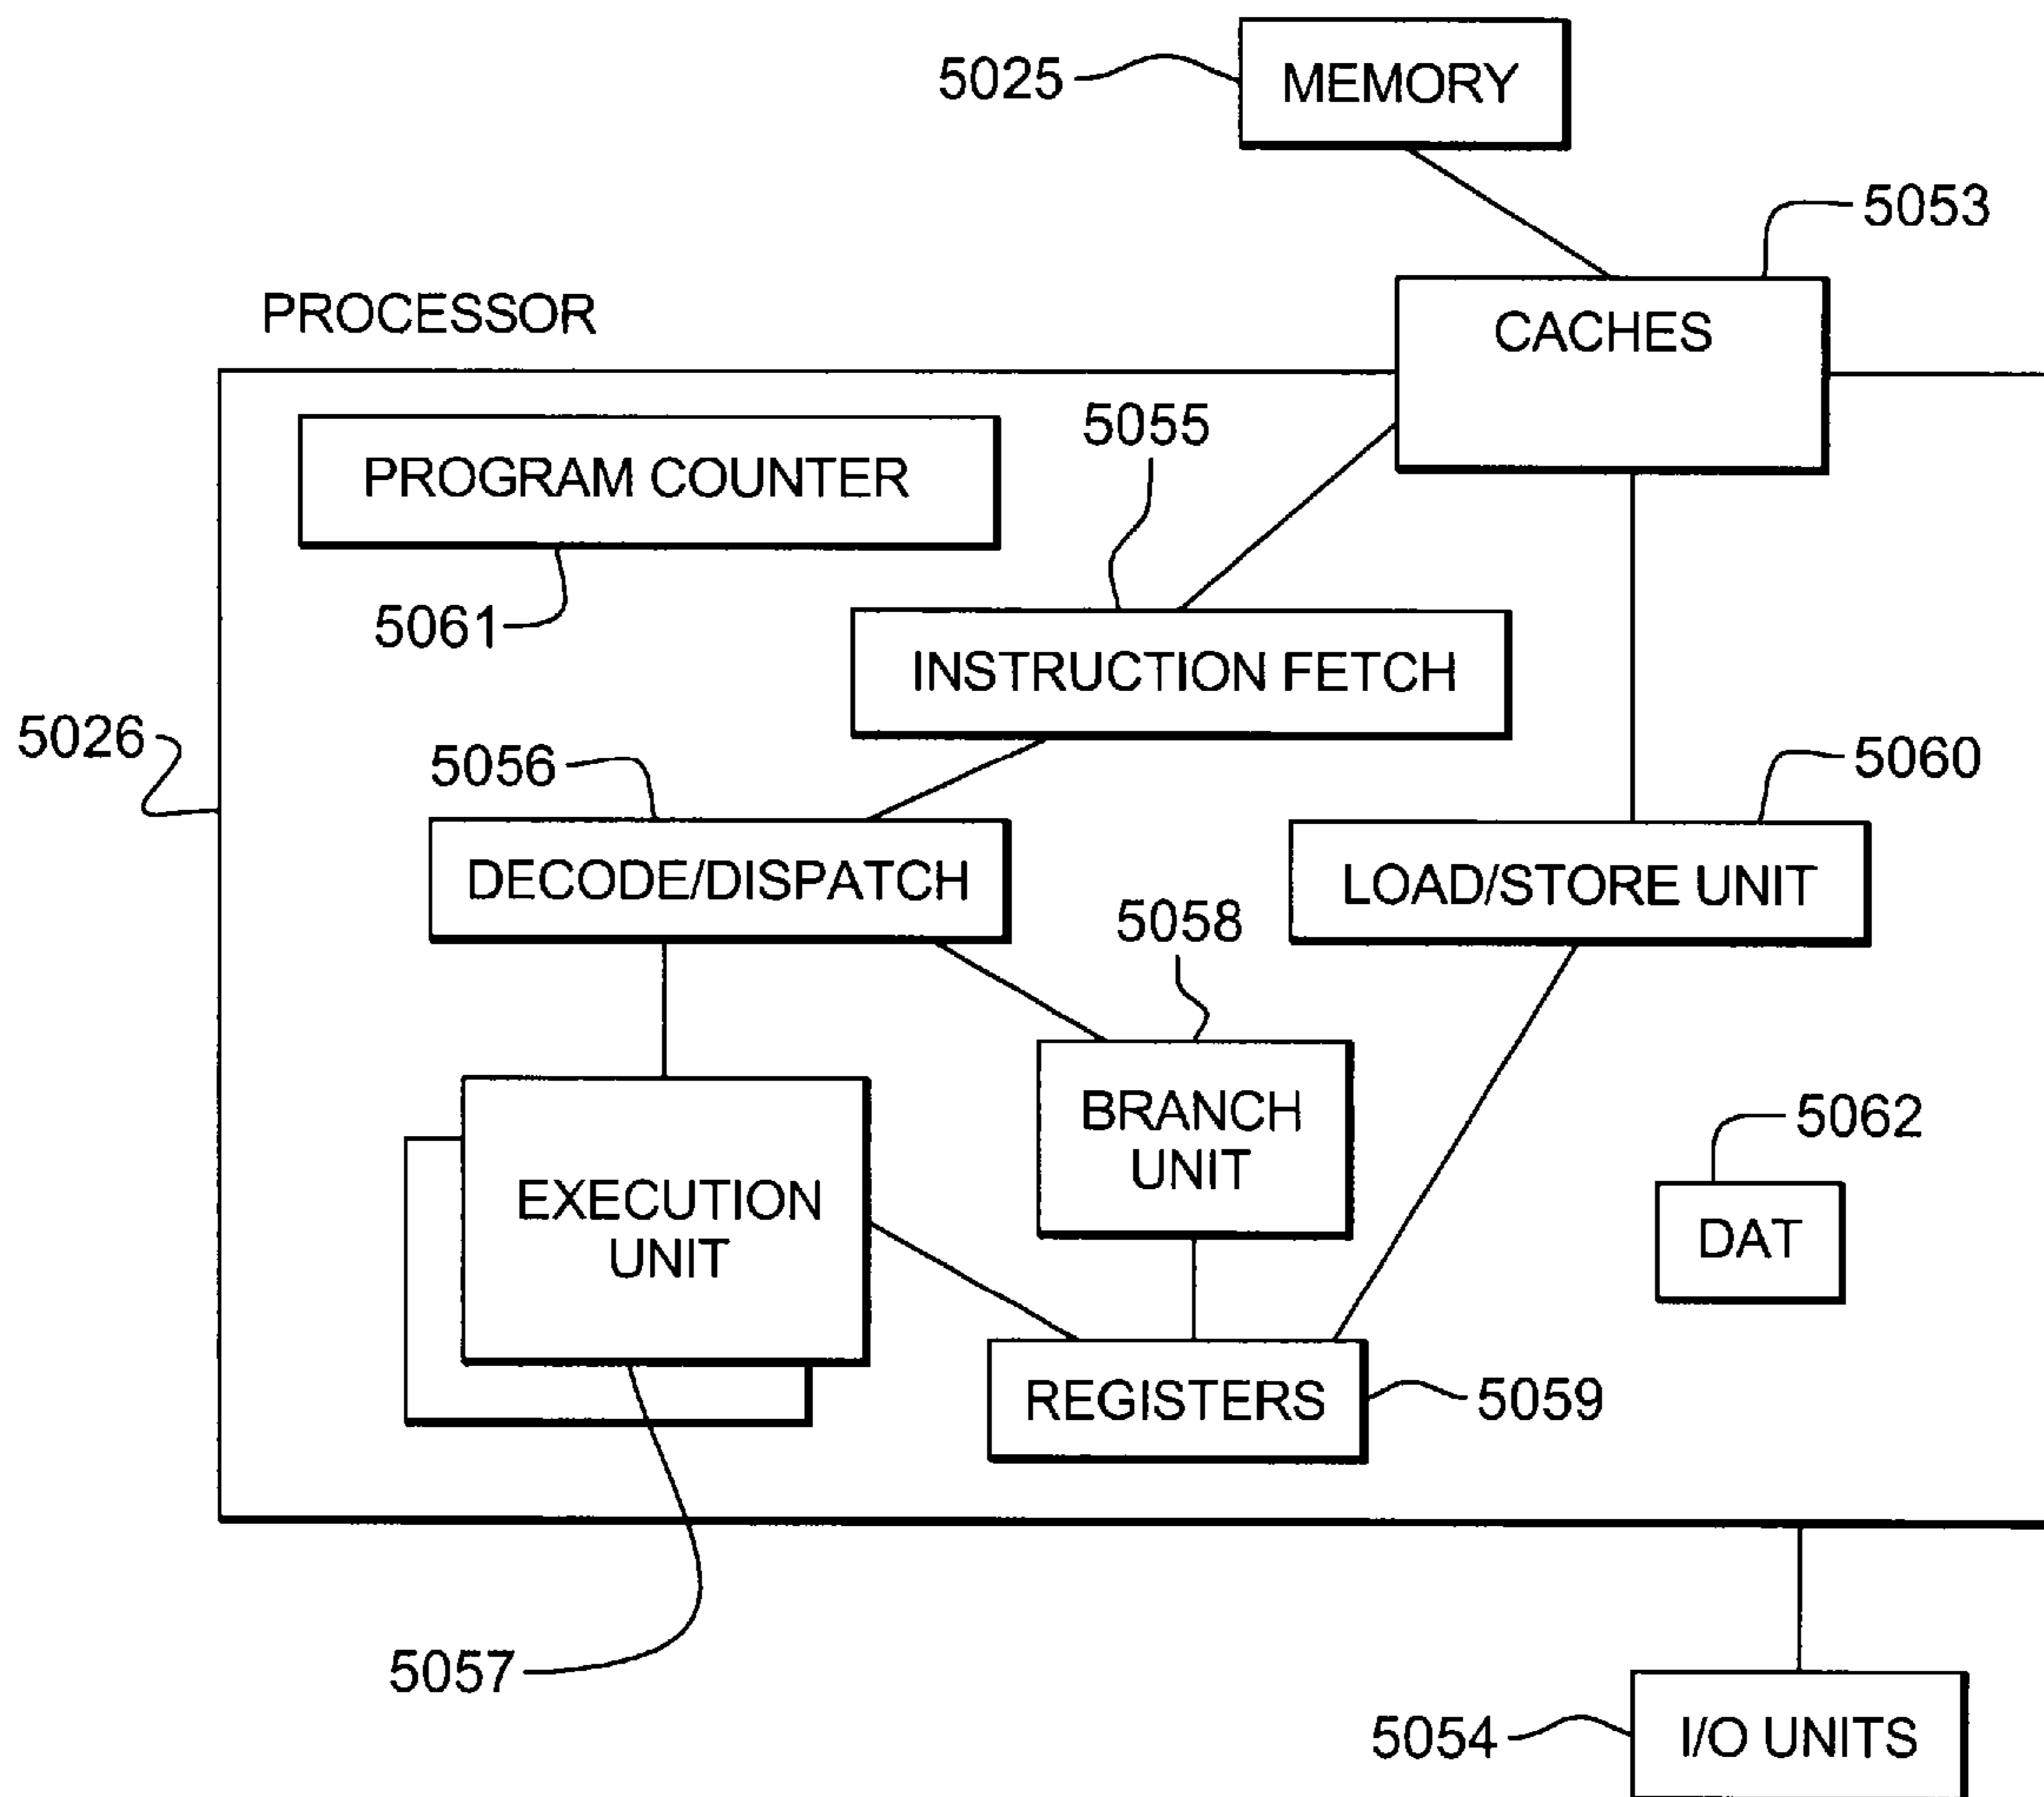 5025
MEMORY
5053
PROCESSOR
CACHES
5055
PROGRAM COUNTER
5061
INSTRUCTION FETCH
5026
5056
5060
DECODE/DISPATCH
LOAD/STORE UNIT
5058
BRANCH
UNIT
5062
EXECUTION
UNIT
DAT
REGISTERS
5059
5057
5054
I/O UNITS